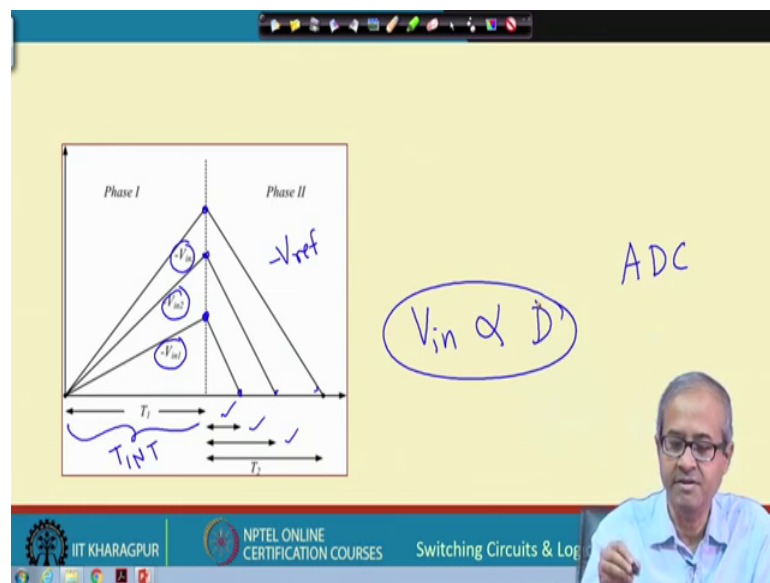 Phase I
Phase II
-Vin
-Vin2
-Vin1
-Vref
T1
TINT
T2
Vin ∝ D'
ADC
IIT KHARAGPUR
NPTEL ONLINE
CERTIFICATION COURSES
Switching Circuits &